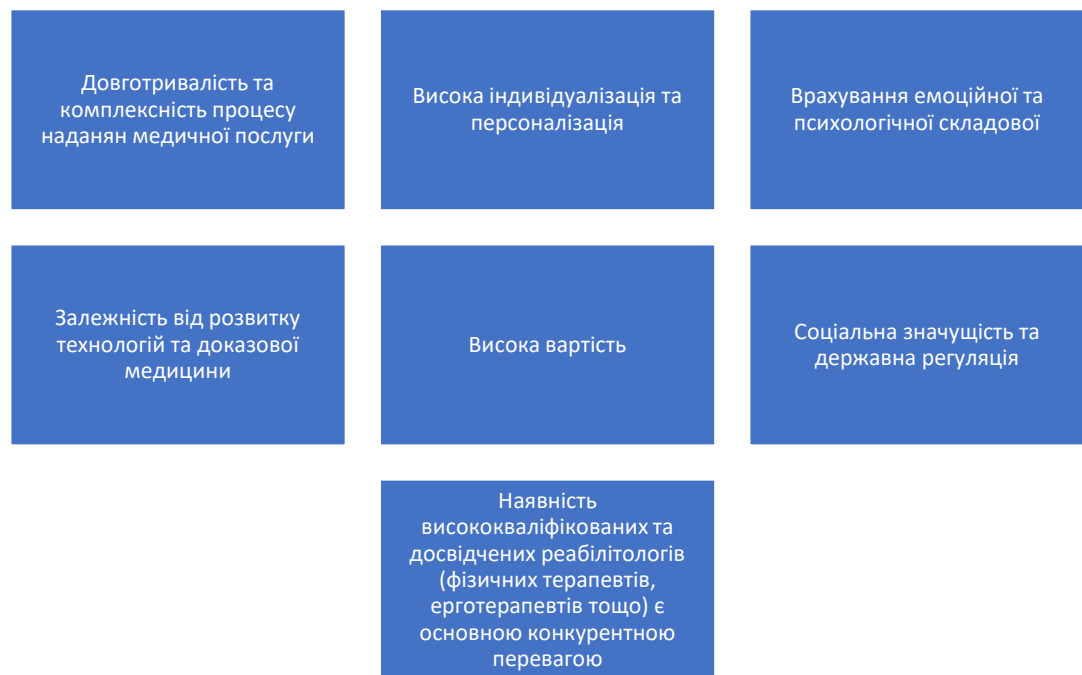 Довготривалість та
комплексність процесу
наданян медичної послуги
Висока індивідуалізація та
персоналізація
Врахування емоційної та
психологічної складової
Залежність від розвитку
технологій та доказової
медицини
Висока вартість
Соціальна значущість та
державна регуляція
Наявність
висококваліфікованих та
досвідчених реабілітологів
(фізичних терапевтів,
ерготерапевтів тощо) є
основною конкурентною
перевагою